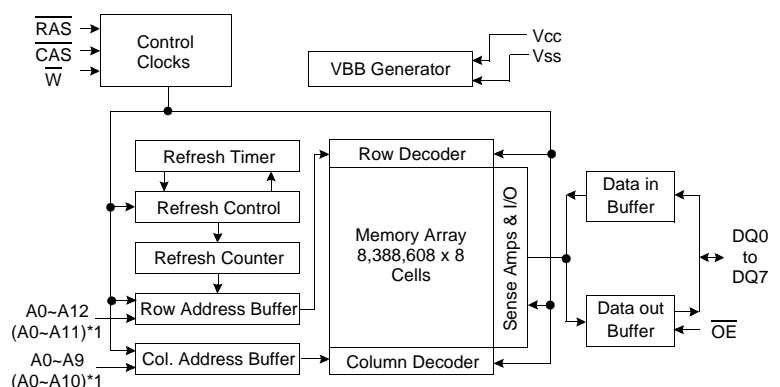 RAS
CAS
W
Control
Clocks
VBB Generator
Vcc
Vss
Refresh Timer
Refresh Control
Refresh Counter
Row Address Buffer
Col. Address Buffer
A0~A12
(A0~A11)*1
A0~A9
(A0~A10)*1
Row Decoder
Memory Array
8,388,608 x 8
Cells
Column Decoder
Sense Amps & I/O
Data in
Buffer
Data out
Buffer
DQ0
to
DQ7
OE